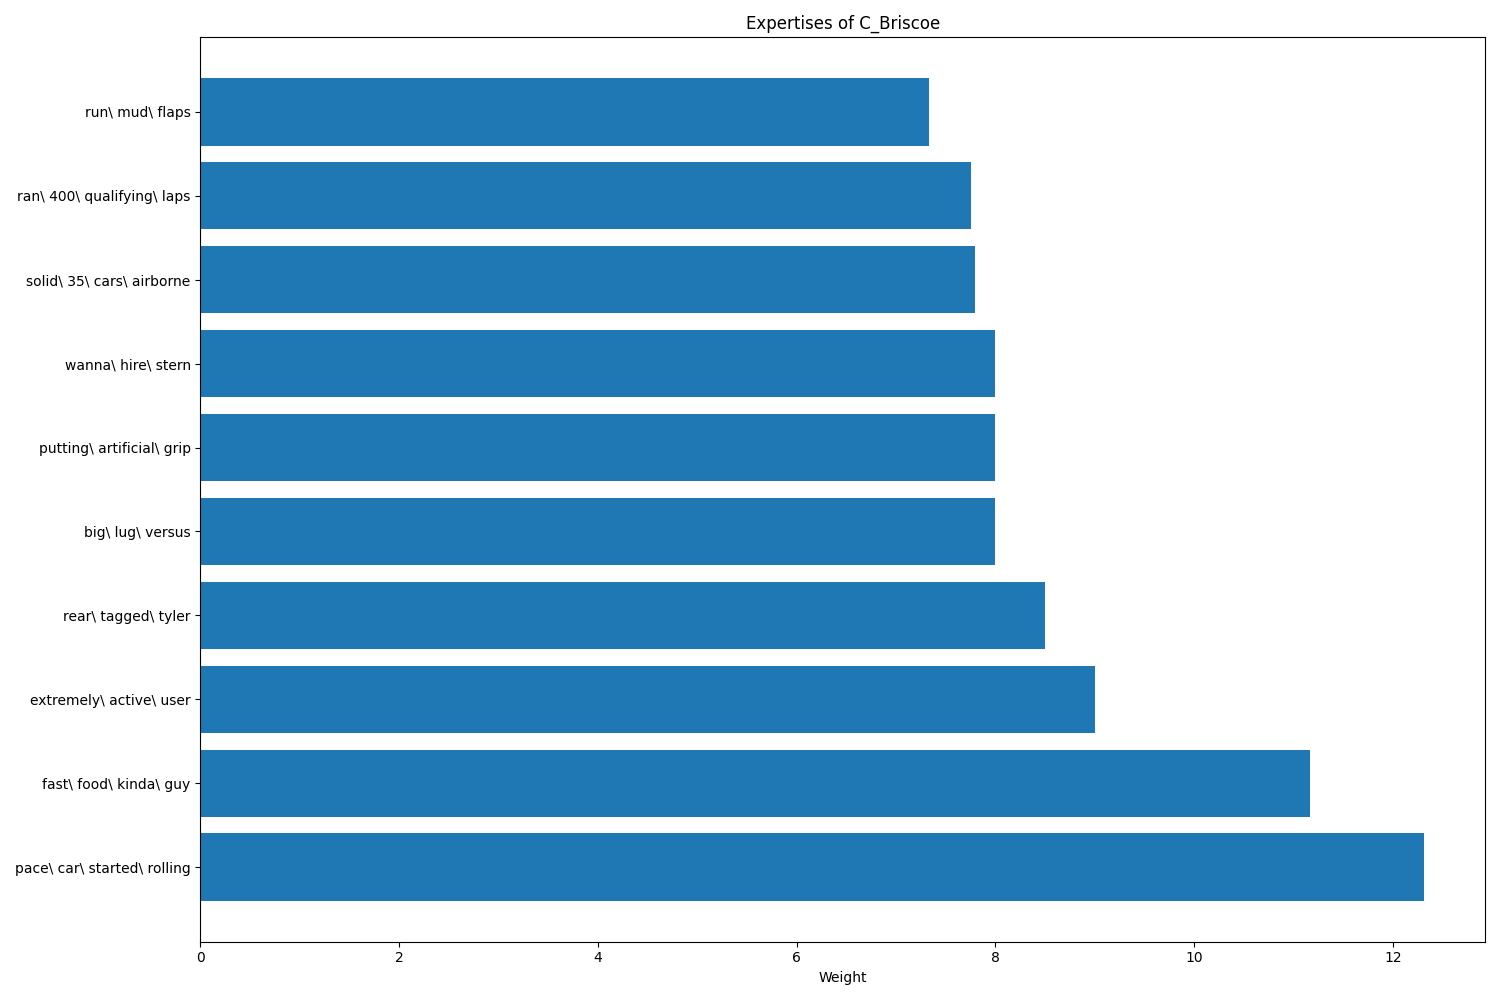 Expertises of C_Briscoe
run\ mud\ flaps
ran\ 400\ qualifying\ laps
solid\ 35\ cars\ airborne
wanna\ hire\ stern
putting\ artificial\ grip
big\ lug\ versus
rear\ tagged\ tyler
extremely\ active\ user
fast\ food\ kinda\ guy
pace\ car\ started\ rolling
0 2 4 6 8 10 12
Weight